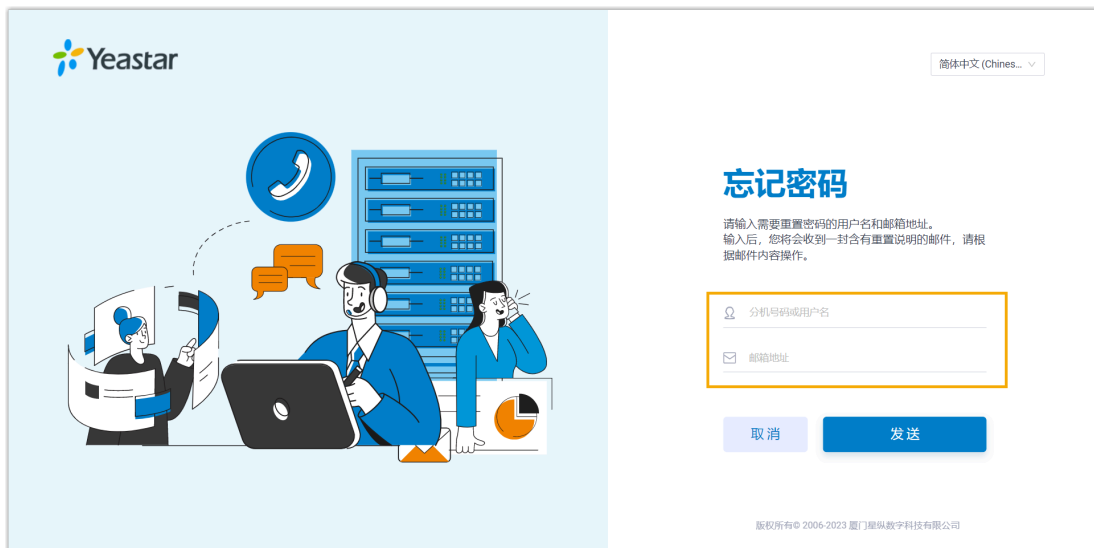 Yeastar
简体中文 (Chines...
忘记密码
请输入需要重置密码的用户名和邮箱地址。
输入后，您将会收到一封含有重置说明的邮件，请根
据邮件内容操作。
分机号码或用户名
邮箱地址
取消
发送
版权所有© 2006-2023 厦门星纵数字科技有限公司